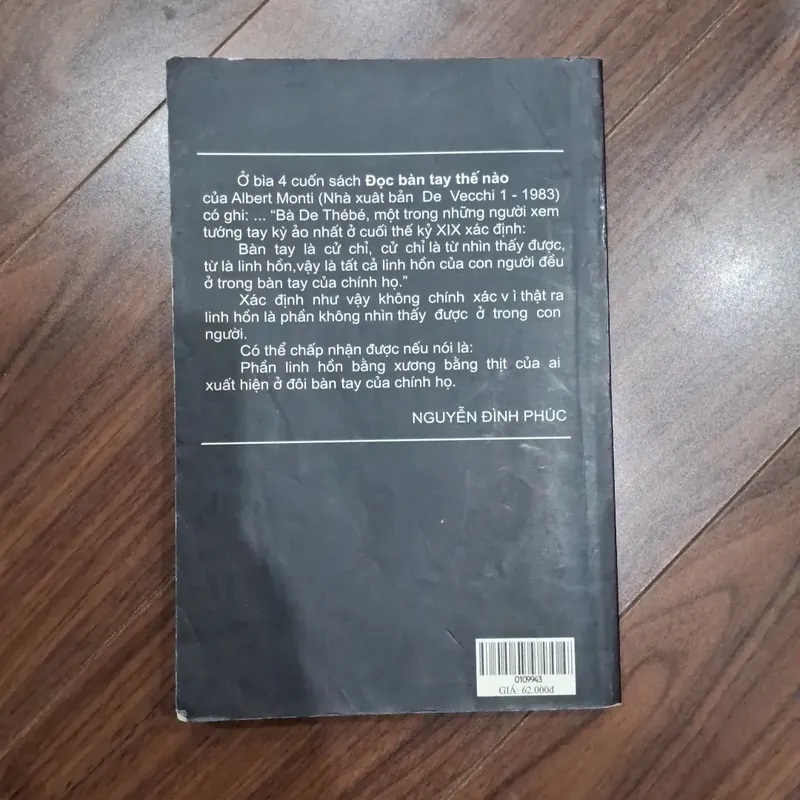 Ở bìa 4 cuốn sách Đọc bàn tay thế nào
của Albert Monti (Nhà xuât bản De Vecchi 1 - 1983)
có ghi: ... “Bà De Thébé, một trong những người xem
tướng tay kỳ ảo nhất ở cuối thế kỷ XIX xác định:
Bàn tay là cử chỉ, cử chỉ là từ nhìn thấy được,
từ là linh hồn,vậy là tất cả linh hồn của con người đều
ở trong bàn tay của chính họ.”
Xác định như vậy không chính xác v ì thật ra
linh hồn là phần không nhìn thấy được ở trong con
người.
Có thể chấp nhận được nếu nói là:
Phần linh hồn bằng xương bằng thịt của ai
xuất hiện ở đôi bàn tay của chính họ.
NGUYỄN ĐÌNH PHÚC
0109943
GIÁ: 62.000đ